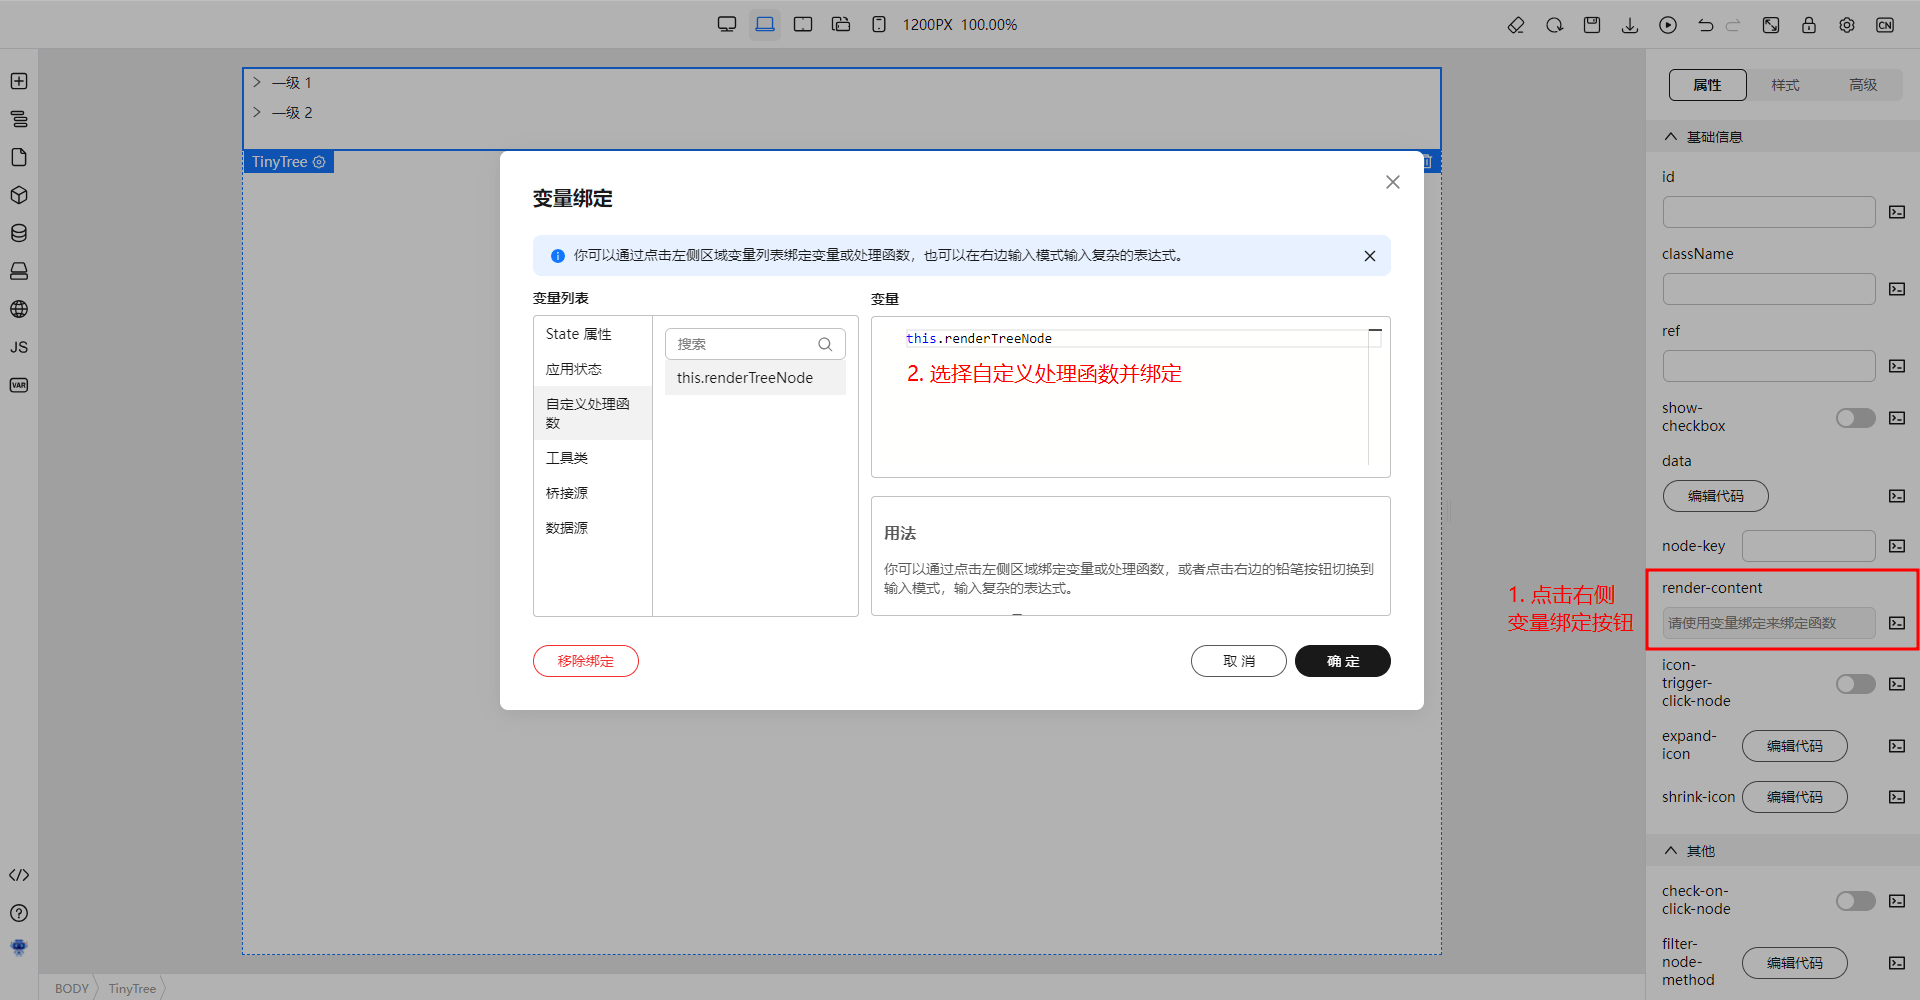 1200PX 100.00%
CN
JS
VAR
一级 1
一级 2
TinyTree
变量绑定
你可以通过点击左侧区域变量列表绑定变量或处理函数，也可以在右边输入模式输入复杂的表达式。
变量列表
State 属性
应用状态
自定义处理函
数
工具类
桥接源
数据源
搜索
this.renderTreeNode
变量
this.renderTreeNode
2. 选择自定义处理函数并绑定
用法
你可以通过点击左侧区域绑定变量或处理函数，或者点击右边的铅笔按钮切换到
输入模式，输入复杂的表达式。
移除绑定
取消
确定
1. 点击右侧
变量绑定按钮
属性
样式
高级
基础信息
id
className
ref
show-
checkbox
data
编辑代码
node-key
render-content
请使用变量绑定来绑定函数
icon-
trigger-
click-node
expand-
icon
编辑代码
shrink-icon
编辑代码
其他
check-on-
click-node
filter-
node-
method
编辑代码
BODY
TinyTree